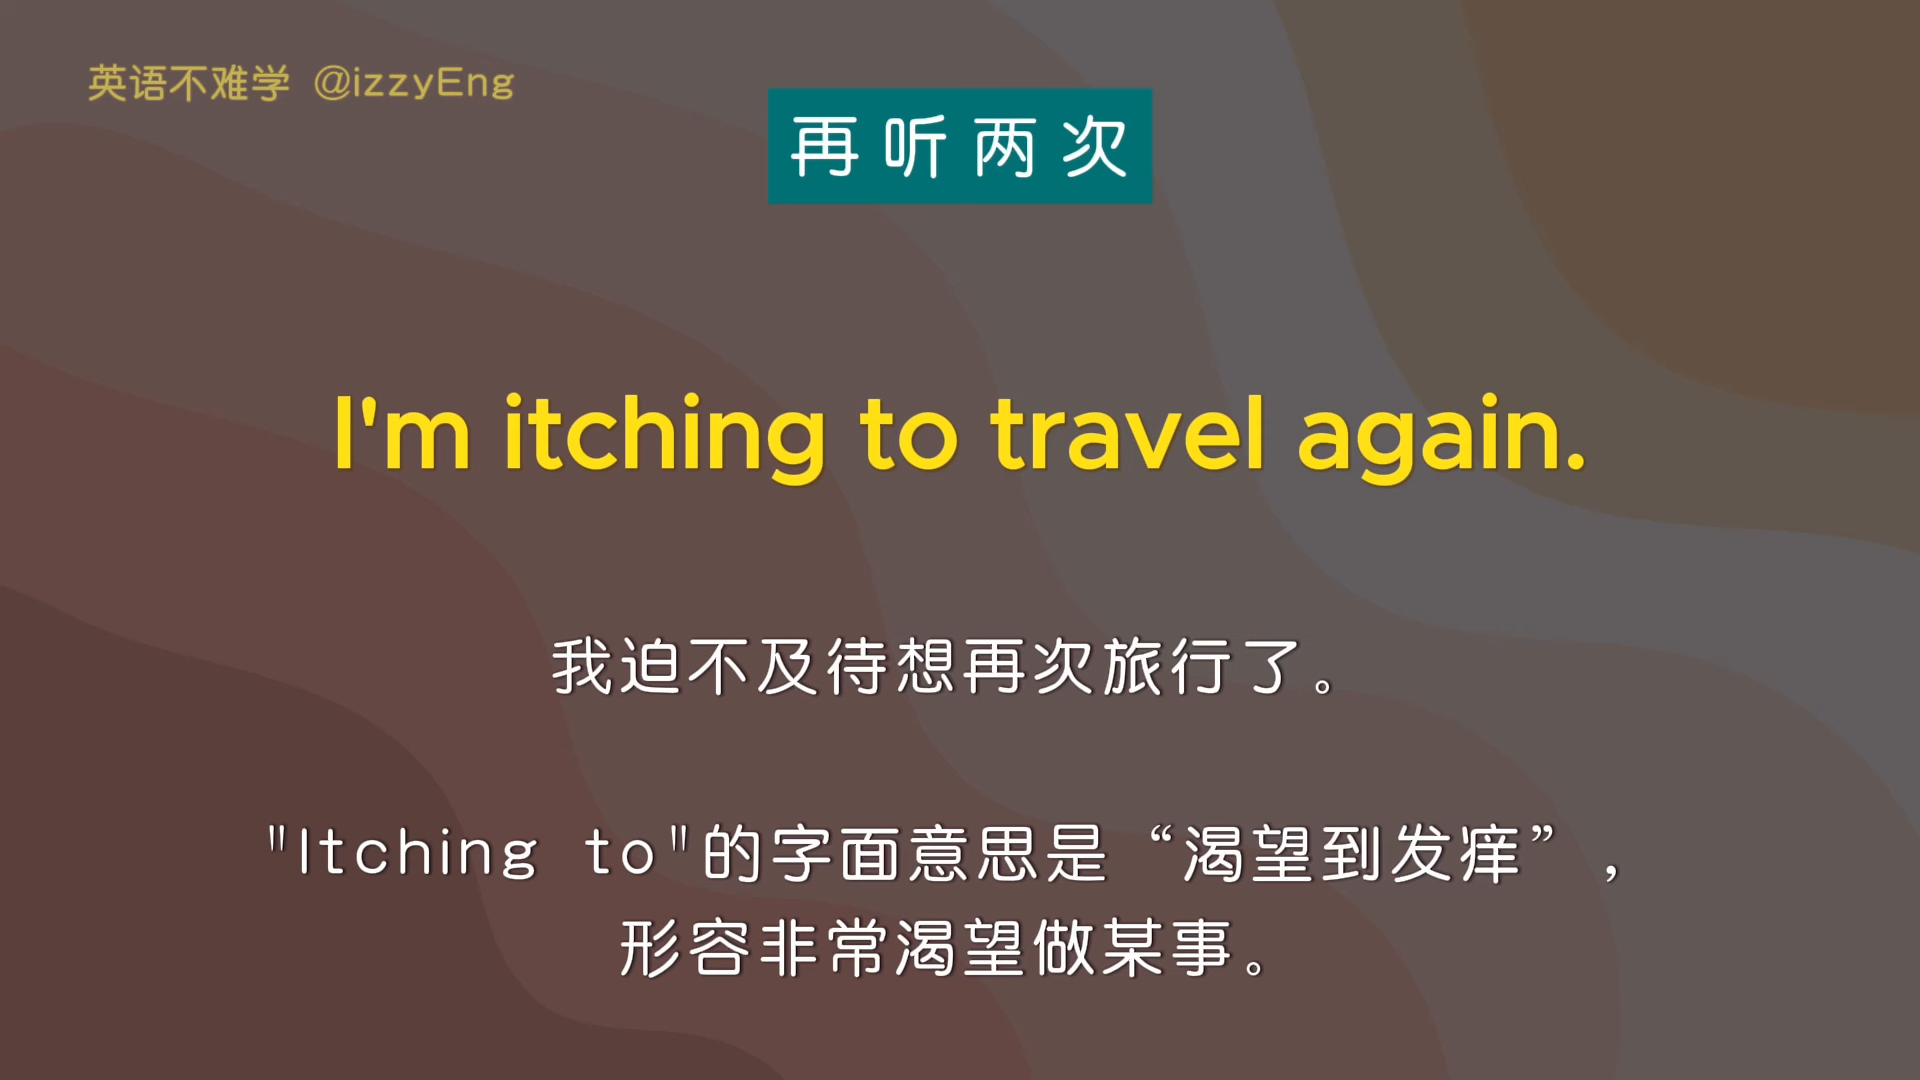 英语不难学 @izzyEng
再听两次
I'm itching to travel again.
我迫不及待想再次旅行了。
"Itching to"的字面意思是“渴望到发痒”，
形容非常渴望做某事。